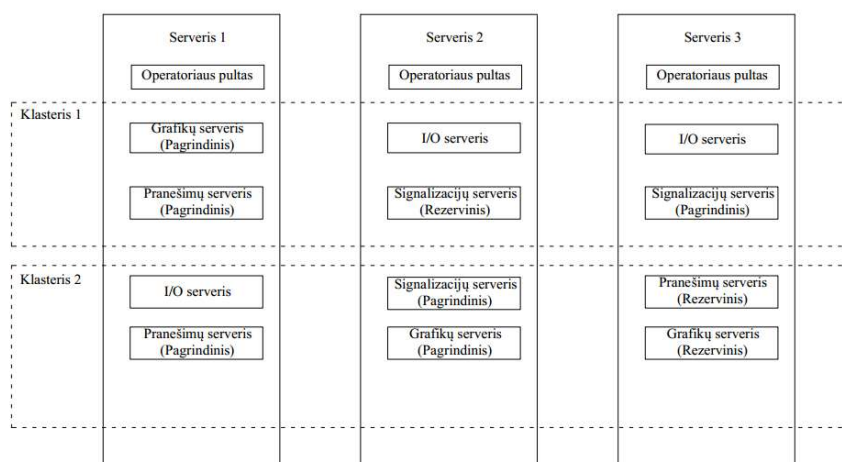 Serveris 1
Serveris 2
Serveris 3
Operatoriaus pultas
Operatoriaus pultas
Operatoriaus pultas
Klasteris 1
Grafikų serveris
(Pagrindinis)
I/O serveris
I/O serveris
Pranešimų serveris
(Pagrindinis)
Signalizacijų serveris
(Rezervinis)
Signalizacijų serveris
(Pagrindinis)
Klasteris 2
I/O serveris
Signalizacijų serveris
(Pagrindinis)
Pranešimų serveris
(Rezervinis)
Pranešimų serveris
(Pagrindinis)
Grafikų serveris
(Pagrindinis)
Grafikų serveris
(Rezervinis)